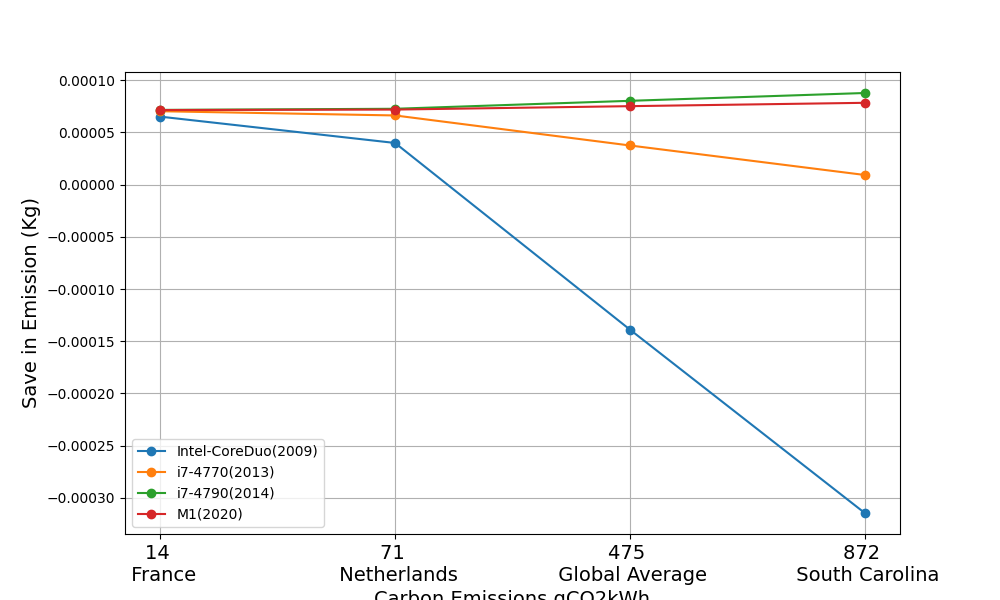 0.00010
0.00005
0.00000
−0.00005
−0.00010
−0.00015
−0.00020
−0.00025
−0.00030
Save in Emission (Kg)
Intel-CoreDuo(2009)
i7-4770(2013)
i7-4790(2014)
M1(2020)
14 71 475 872
France Netherlands Global Average South Carolina
Carbon Emissions gCO2kWh